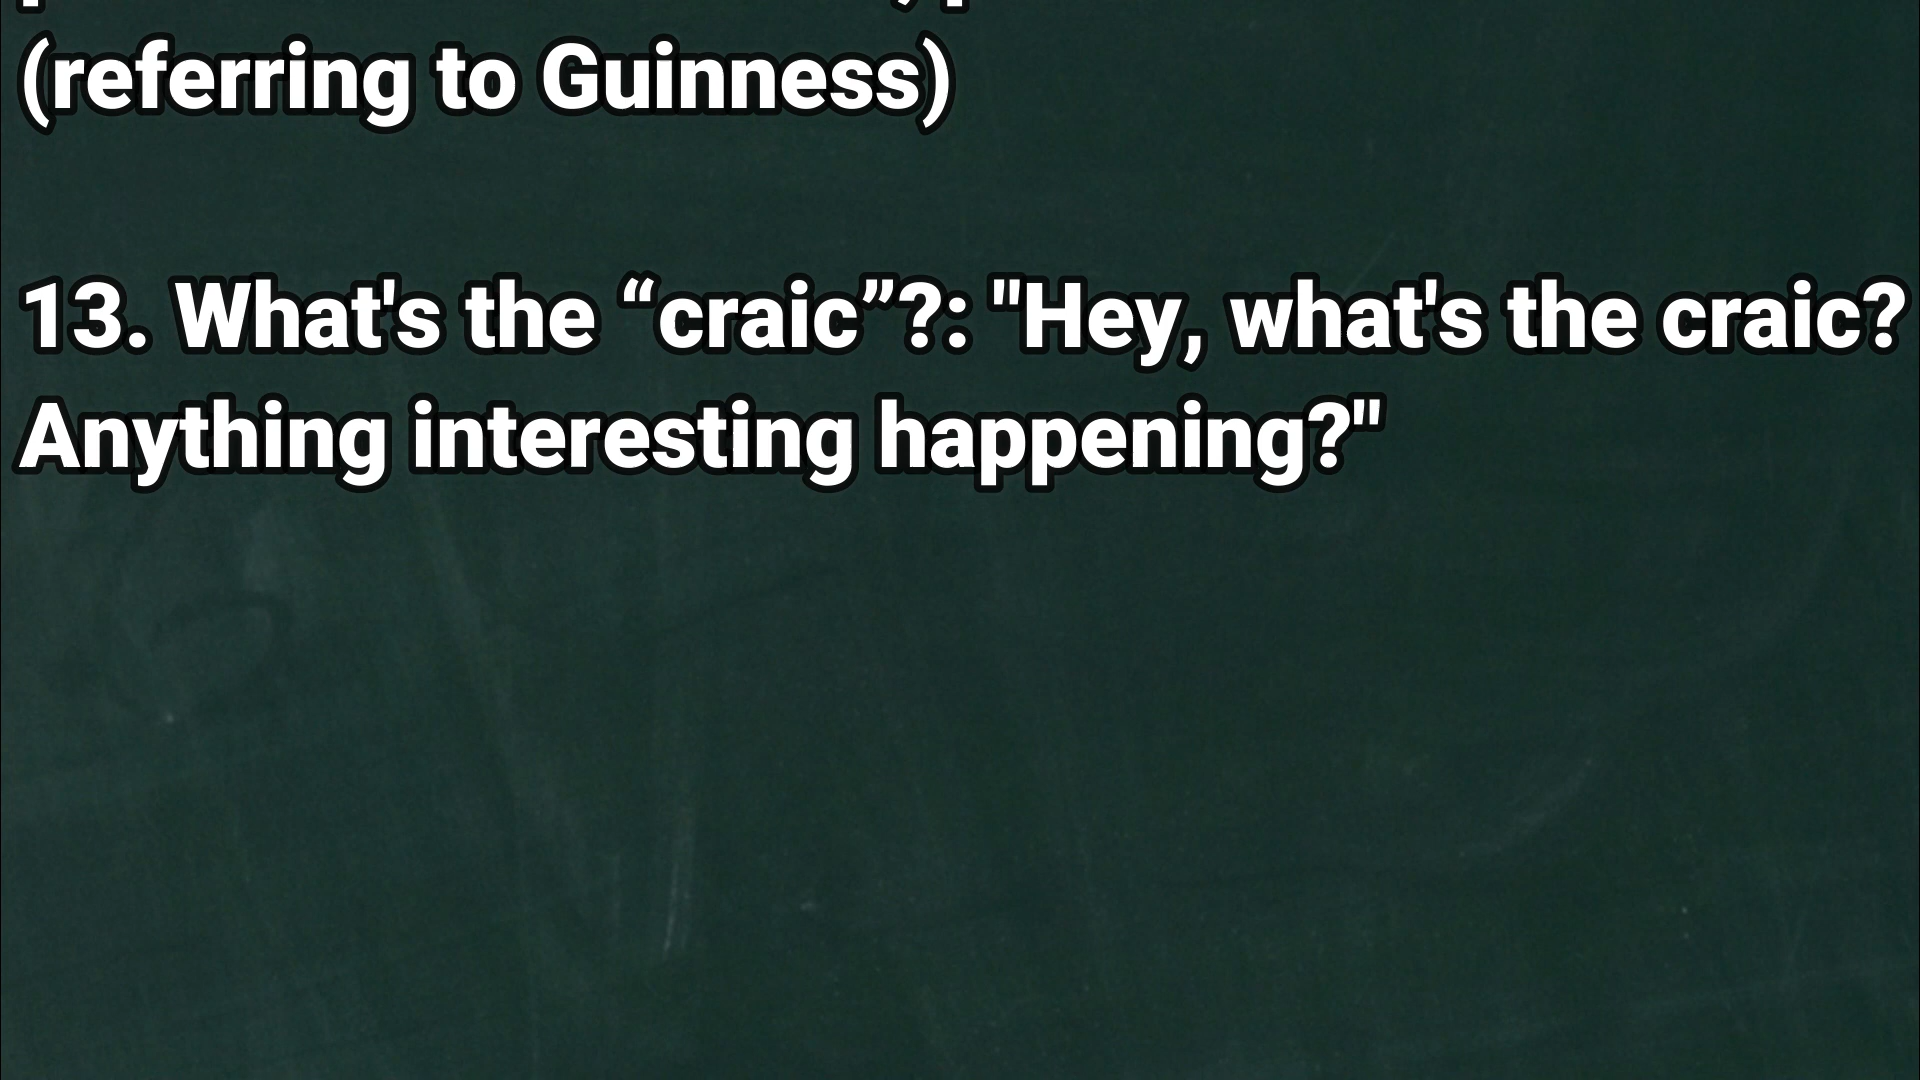 (referring to Guinness)
13. What's the “craic”?: "Hey, what's the craic?
Anything interesting happening?"